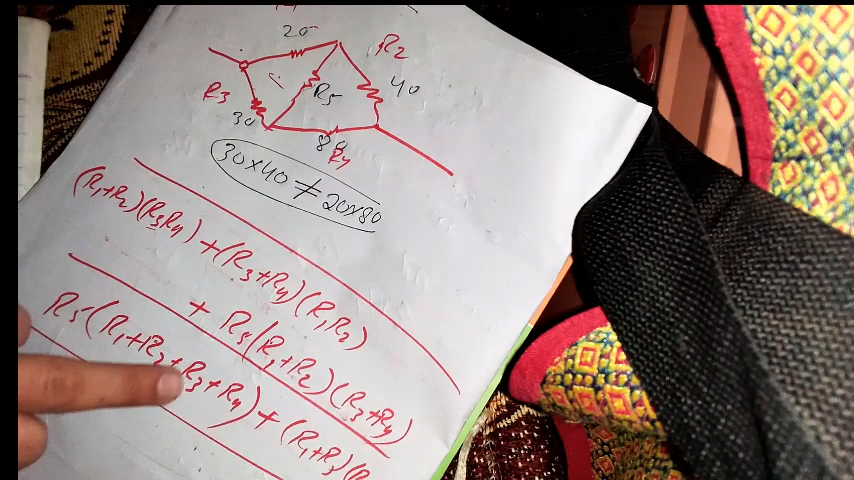 20
R2
40
R3
R5
30
80
R4
30×40 ≠ 20×80
(R1+R2)(R3R4) + (R3+R4)(R1R2)
+ R5(R1+R2)(R3+R4)
R5(R1+R2+R3+R4) + (R1+R3)(R